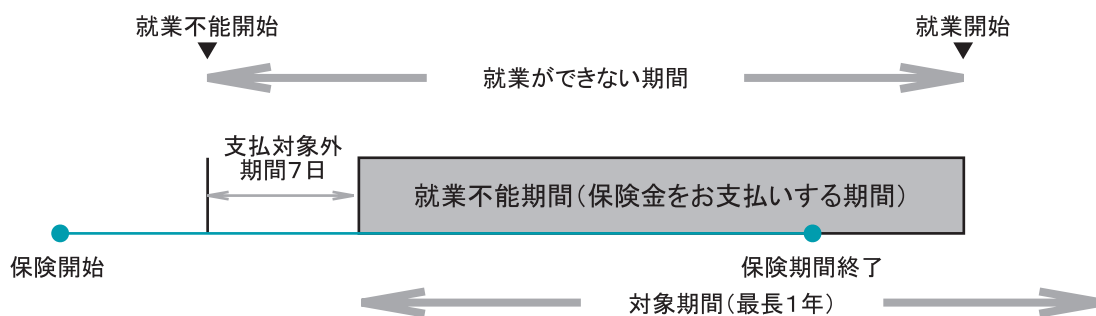 就業不能開始
就業開始
就業ができない期間
支払対象外
期間7日
就業不能期間（保険金をお支払いする期間）
保険開始
保険期間終了
対象期間（最長1年）